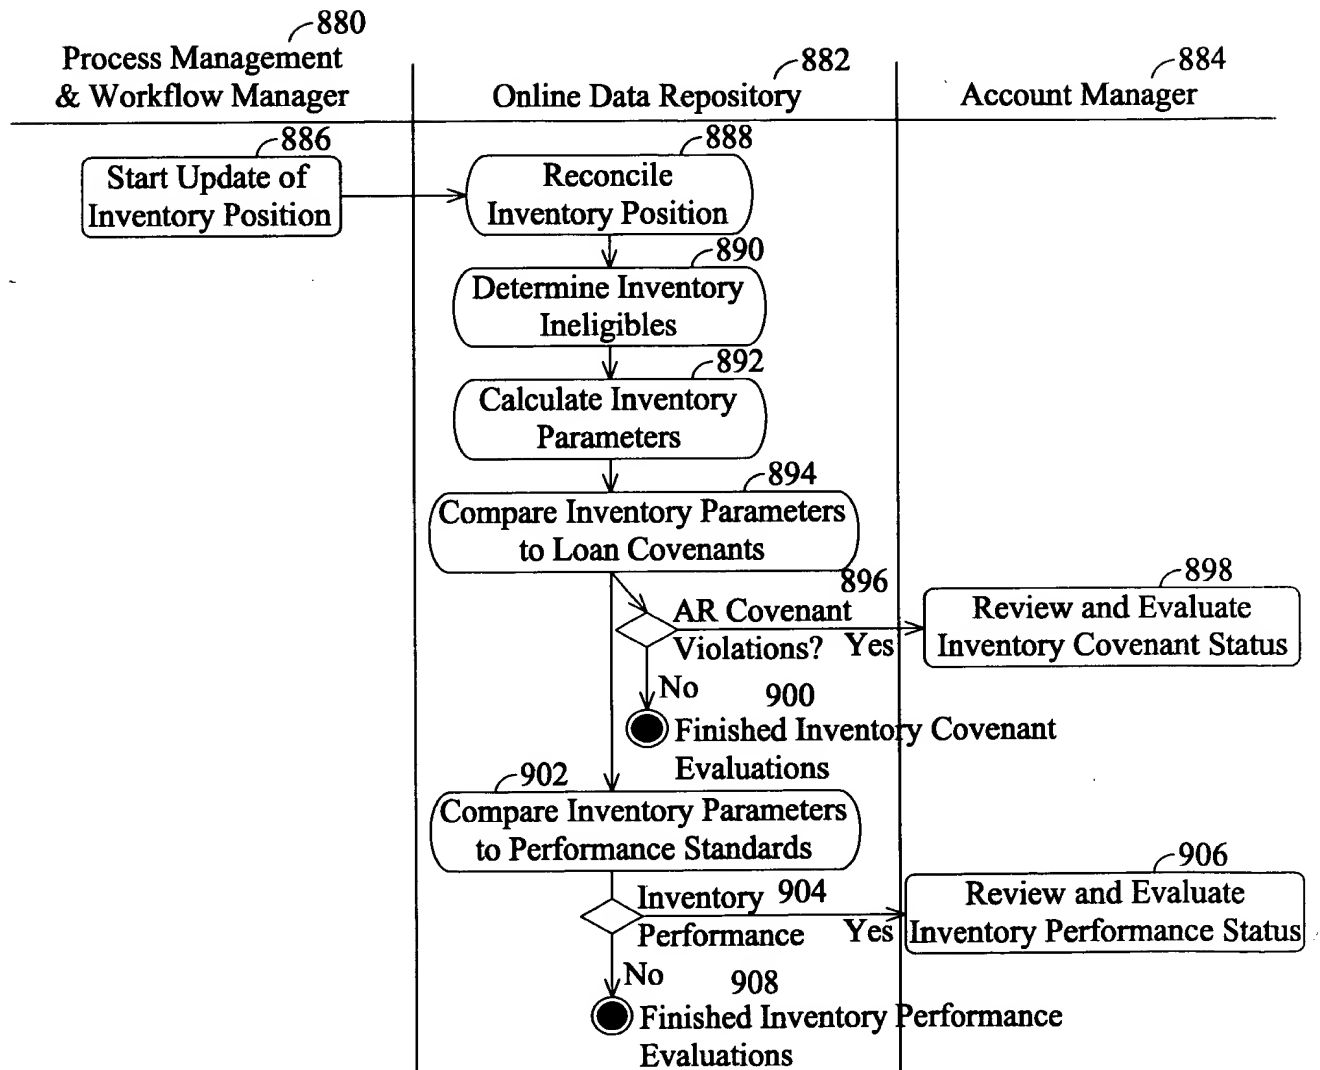 880
Process Management
& Workflow Manager
882
Online Data Repository
884
Account Manager
886
Start Update of
Inventory Position
888
Reconcile
Inventory Position
890
Determine Inventory
Ineligibles
892
Calculate Inventory
Parameters
894
Compare Inventory Parameters
to Loan Covenants
896
AR Covenant
Violations? Yes
898
Review and Evaluate
Inventory Covenant Status
No
900
Finished Inventory Covenant
Evaluations
902
Compare Inventory Parameters
to Performance Standards
Inventory 904
Performance Yes
906
Review and Evaluate
Inventory Performance Status
No
908
Finished Inventory Performance
Evaluations